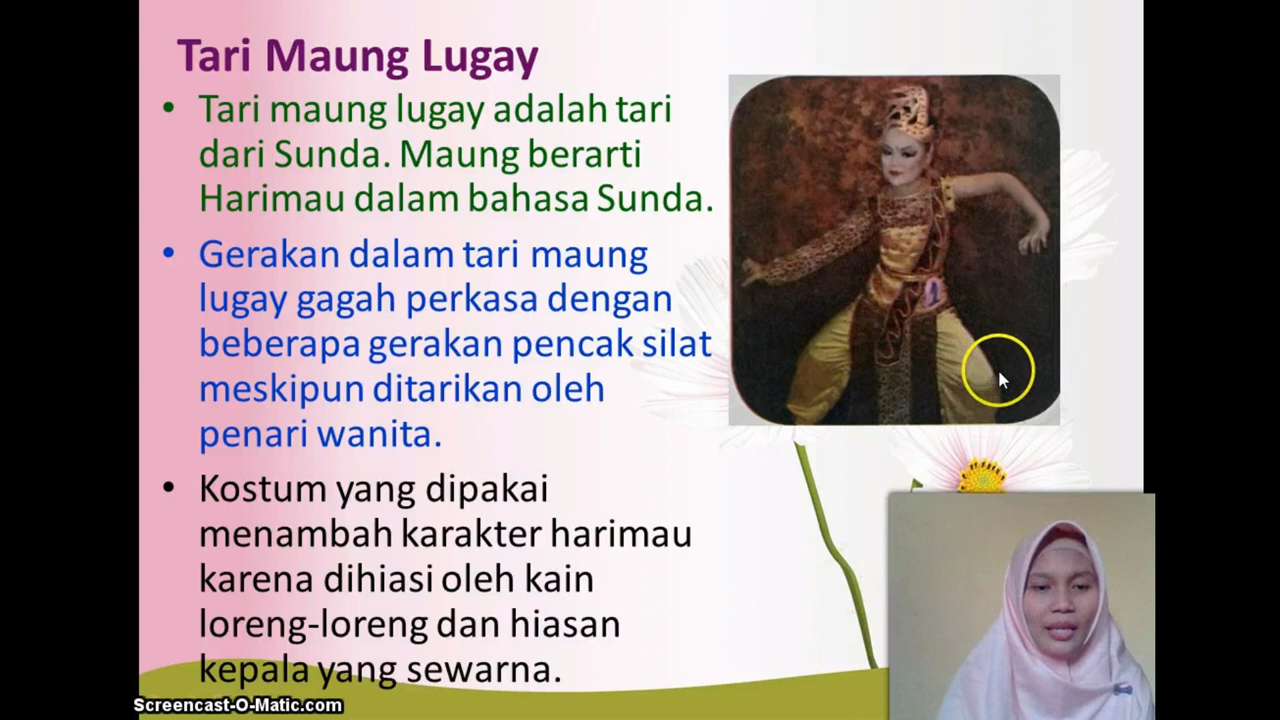 Tari Maung Lugay
• Tari maung lugay adalah tari
dari Sunda. Maung berarti
Harimau dalam bahasa Sunda.
• Gerakan dalam tari maung
lugay gagah perkasa dengan
beberapa gerakan pencak silat
meskipun ditarikan oleh
penari wanita.
• Kostum yang dipakai
menambah karakter harimau
karena dihiasi oleh kain
loreng-loreng dan hiasan
kepala yang sewarna.
Screencast-O-Matic.com